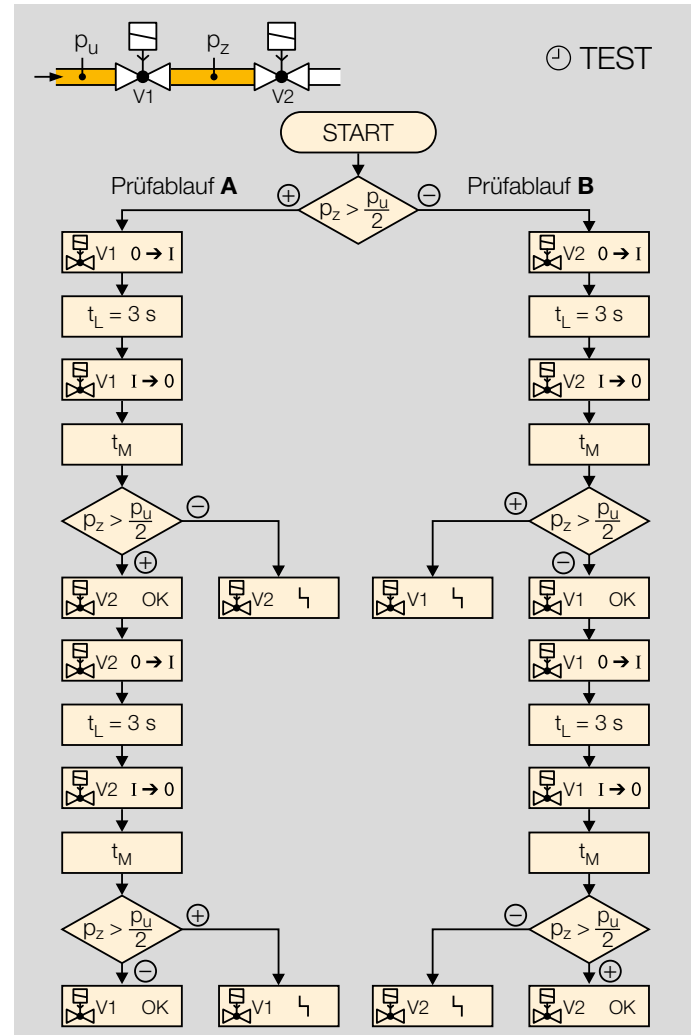 pu pz
V1 V2
TEST
START
Prüfablauf A
+
pz > pu/2
−
Prüfablauf B
V1 0 ➔ I
tL = 3 s
V1 I ➔ 0
tM
pz > pu/2
−
+
V2 OK
V2 ϟ
V2 0 ➔ I
tL = 3 s
V2 I ➔ 0
tM
pz > pu/2
+
−
V1 OK
V1 ϟ
V2 0 ➔ I
tL = 3 s
V2 I ➔ 0
tM
+
pz > pu/2
−
V1 ϟ
V1 OK
V1 0 ➔ I
tL = 3 s
V1 I ➔ 0
tM
−
pz > pu/2
+
V2 ϟ
V2 OK